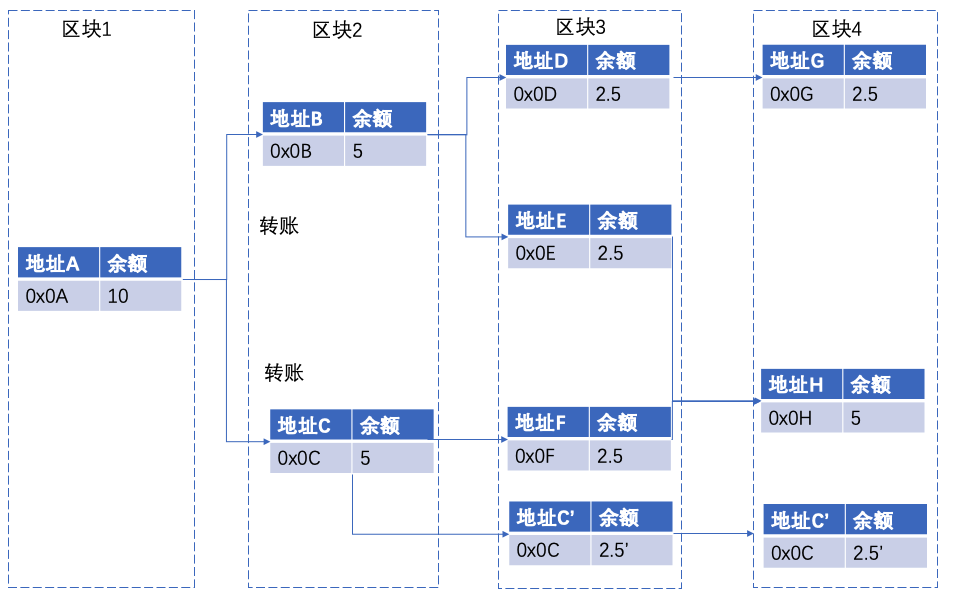 区块1
地址A 余额
0x0A 10
区块2
地址B 余额
0x0B 5
转账
转账
地址C 余额
0x0C 5
区块3
地址D 余额
0x0D 2.5
地址E 余额
0x0E 2.5
地址F 余额
0x0F 2.5
地址C' 余额
0x0C 2.5'
区块4
地址G 余额
0x0G 2.5
地址H 余额
0x0H 5
地址C' 余额
0x0C 2.5'